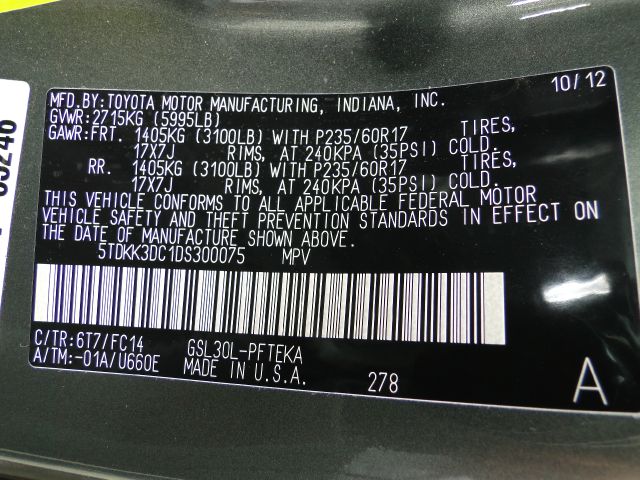 10/12
MFD.BY:TOYOTA MOTOR MANUFACTURING, INDIANA, INC.
GVWR:2715KG (5995LB)
GAWR:FRT. 1405KG (3100LB) WITH P235/60R17 TIRES,
17X7J RIMS, AT 240KPA (35PSI) COLD.
RR. 1405KG (3100LB) WITH P235/60R17 TIRES,
17X7J RIMS, AT 240KPA (35PSI) COLD.
THIS VEHICLE CONFORMS TO ALL APPLICABLE FEDERAL MOTOR
VEHICLE SAFETY AND THEFT PREVENTION STANDARDS IN EFFECT ON
THE DATE OF MANUFACTURE SHOWN ABOVE.
5TDKK3DC1DS300075 MPV
C/TR:6T7/FC14 GSL30L-PFTEKA
A/TM:-01A/U660E MADE IN U.S.A. 278 A